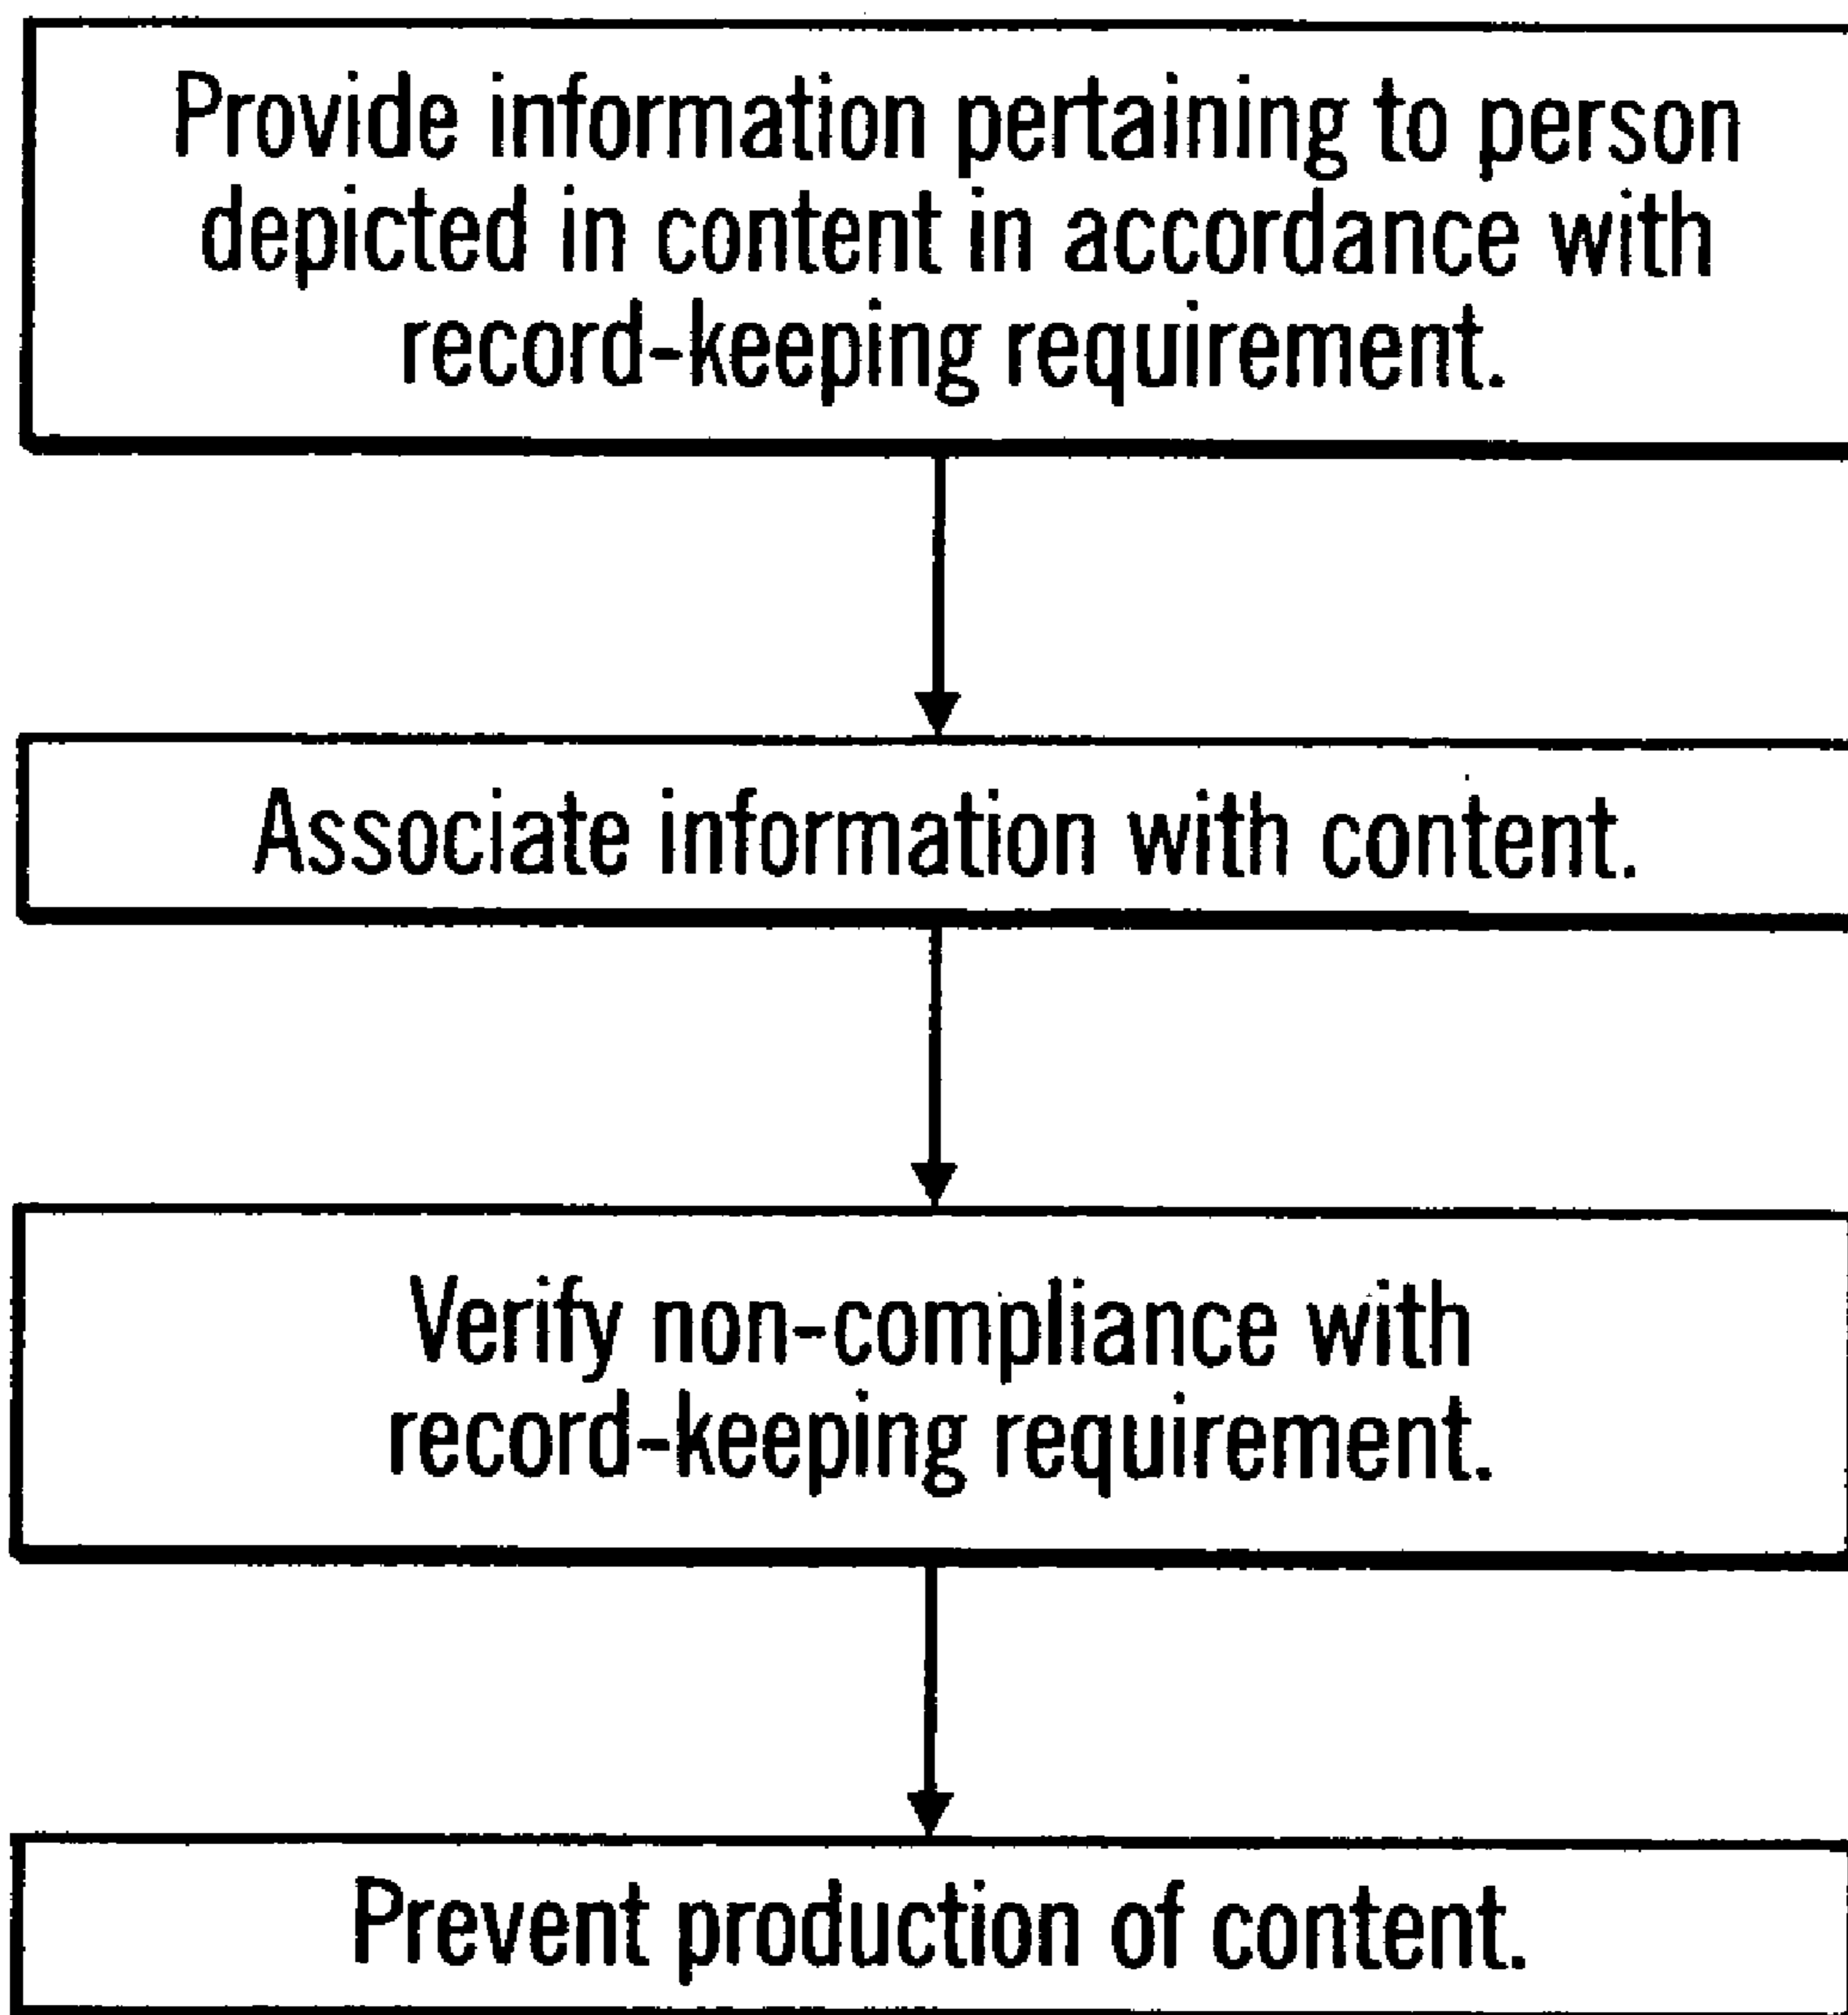 Provide information pertaining to person
depicted in content in accordance with
record-keeping requirement.
Associate information with content.
Verify non-compliance with
record-keeping requirement.
Prevent production of content.